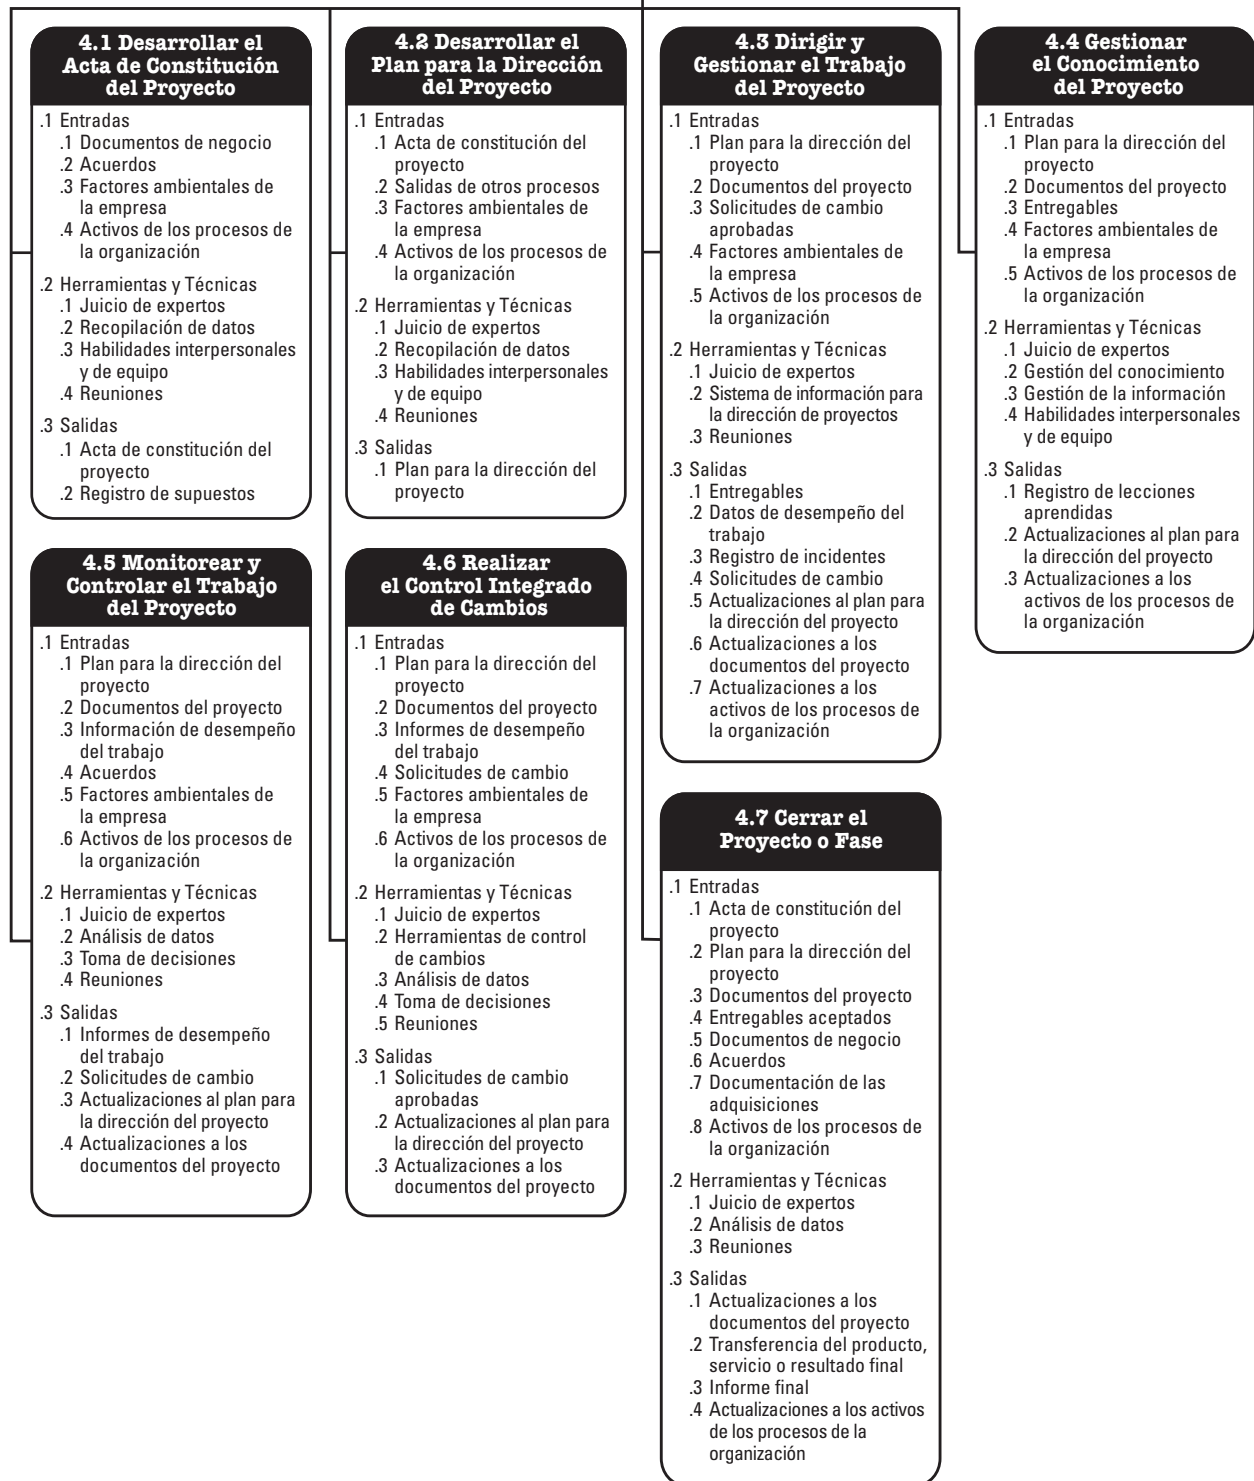 4.1 Desarrollar el
Acta de Constitución
del Proyecto
.1 Entradas
.1 Documentos de negocio
.2 Acuerdos
.3 Factores ambientales de
la empresa
.4 Activos de los procesos de
la organización
.2 Herramientas y Técnicas
.1 Juicio de expertos
.2 Recopilación de datos
.3 Habilidades interpersonales
y de equipo
.4 Reuniones
.3 Salidas
.1 Acta de constitución del
proyecto
.2 Registro de supuestos
4.2 Desarrollar el
Plan para la Dirección
del Proyecto
.1 Entradas
.1 Acta de constitución del
proyecto
.2 Salidas de otros procesos
.3 Factores ambientales de
la empresa
.4 Activos de los procesos de
la organización
.2 Herramientas y Técnicas
.1 Juicio de expertos
.2 Recopilación de datos
.3 Habilidades interpersonales
y de equipo
.4 Reuniones
.3 Salidas
.1 Plan para la dirección del
proyecto
4.3 Dirigir y
Gestionar el Trabajo
del Proyecto
.1 Entradas
.1 Plan para la dirección del
proyecto
.2 Documentos del proyecto
.3 Solicitudes de cambio
aprobadas
.4 Factores ambientales de
la empresa
.5 Activos de los procesos de
la organización
.2 Herramientas y Técnicas
.1 Juicio de expertos
.2 Sistema de información para
la dirección de proyectos
.3 Reuniones
.3 Salidas
.1 Entregables
.2 Datos de desempeño del
trabajo
.3 Registro de incidentes
.4 Solicitudes de cambio
.5 Actualizaciones al plan para
la dirección del proyecto
.6 Actualizaciones a los
documentos del proyecto
.7 Actualizaciones a los
activos de los procesos de
la organización
4.4 Gestionar
el Conocimiento
del Proyecto
.1 Entradas
.1 Plan para la dirección del
proyecto
.2 Documentos del proyecto
.3 Entregables
.4 Factores ambientales de
la empresa
.5 Activos de los procesos de
la organización
.2 Herramientas y Técnicas
.1 Juicio de expertos
.2 Gestión del conocimiento
.3 Gestión de la información
.4 Habilidades interpersonales
y de equipo
.3 Salidas
.1 Registro de lecciones
aprendidas
.2 Actualizaciones al plan para
la dirección del proyecto
.3 Actualizaciones a los
activos de los procesos de
la organización
4.5 Monitorear y
Controlar el Trabajo
del Proyecto
.1 Entradas
.1 Plan para la dirección del
proyecto
.2 Documentos del proyecto
.3 Información de desempeño
del trabajo
.4 Acuerdos
.5 Factores ambientales de
la empresa
.6 Activos de los procesos de
la organización
.2 Herramientas y Técnicas
.1 Juicio de expertos
.2 Análisis de datos
.3 Toma de decisiones
.4 Reuniones
.3 Salidas
.1 Informes de desempeño
del trabajo
.2 Solicitudes de cambio
.3 Actualizaciones al plan para
la dirección del proyecto
.4 Actualizaciones a los
documentos del proyecto
4.6 Realizar
el Control Integrado
de Cambios
.1 Entradas
.1 Plan para la dirección del
proyecto
.2 Documentos del proyecto
.3 Informes de desempeño
del trabajo
.4 Solicitudes de cambio
.5 Factores ambientales de
la empresa
.6 Activos de los procesos de
la organización
.2 Herramientas y Técnicas
.1 Juicio de expertos
.2 Herramientas de control
de cambios
.3 Análisis de datos
.4 Toma de decisiones
.5 Reuniones
.3 Salidas
.1 Solicitudes de cambio
aprobadas
.2 Actualizaciones al plan para
la dirección del proyecto
.3 Actualizaciones a los
documentos del proyecto
4.7 Cerrar el
Proyecto o Fase
.1 Entradas
.1 Acta de constitución del
proyecto
.2 Plan para la dirección del
proyecto
.3 Documentos del proyecto
.4 Entregables aceptados
.5 Documentos de negocio
.6 Acuerdos
.7 Documentación de las
adquisiciones
.8 Activos de los procesos de
la organización
.2 Herramientas y Técnicas
.1 Juicio de expertos
.2 Análisis de datos
.3 Reuniones
.3 Salidas
.1 Actualizaciones a los
documentos del proyecto
.2 Transferencia del producto,
servicio o resultado final
.3 Informe final
.4 Actualizaciones a los activos
de los procesos de la
organización